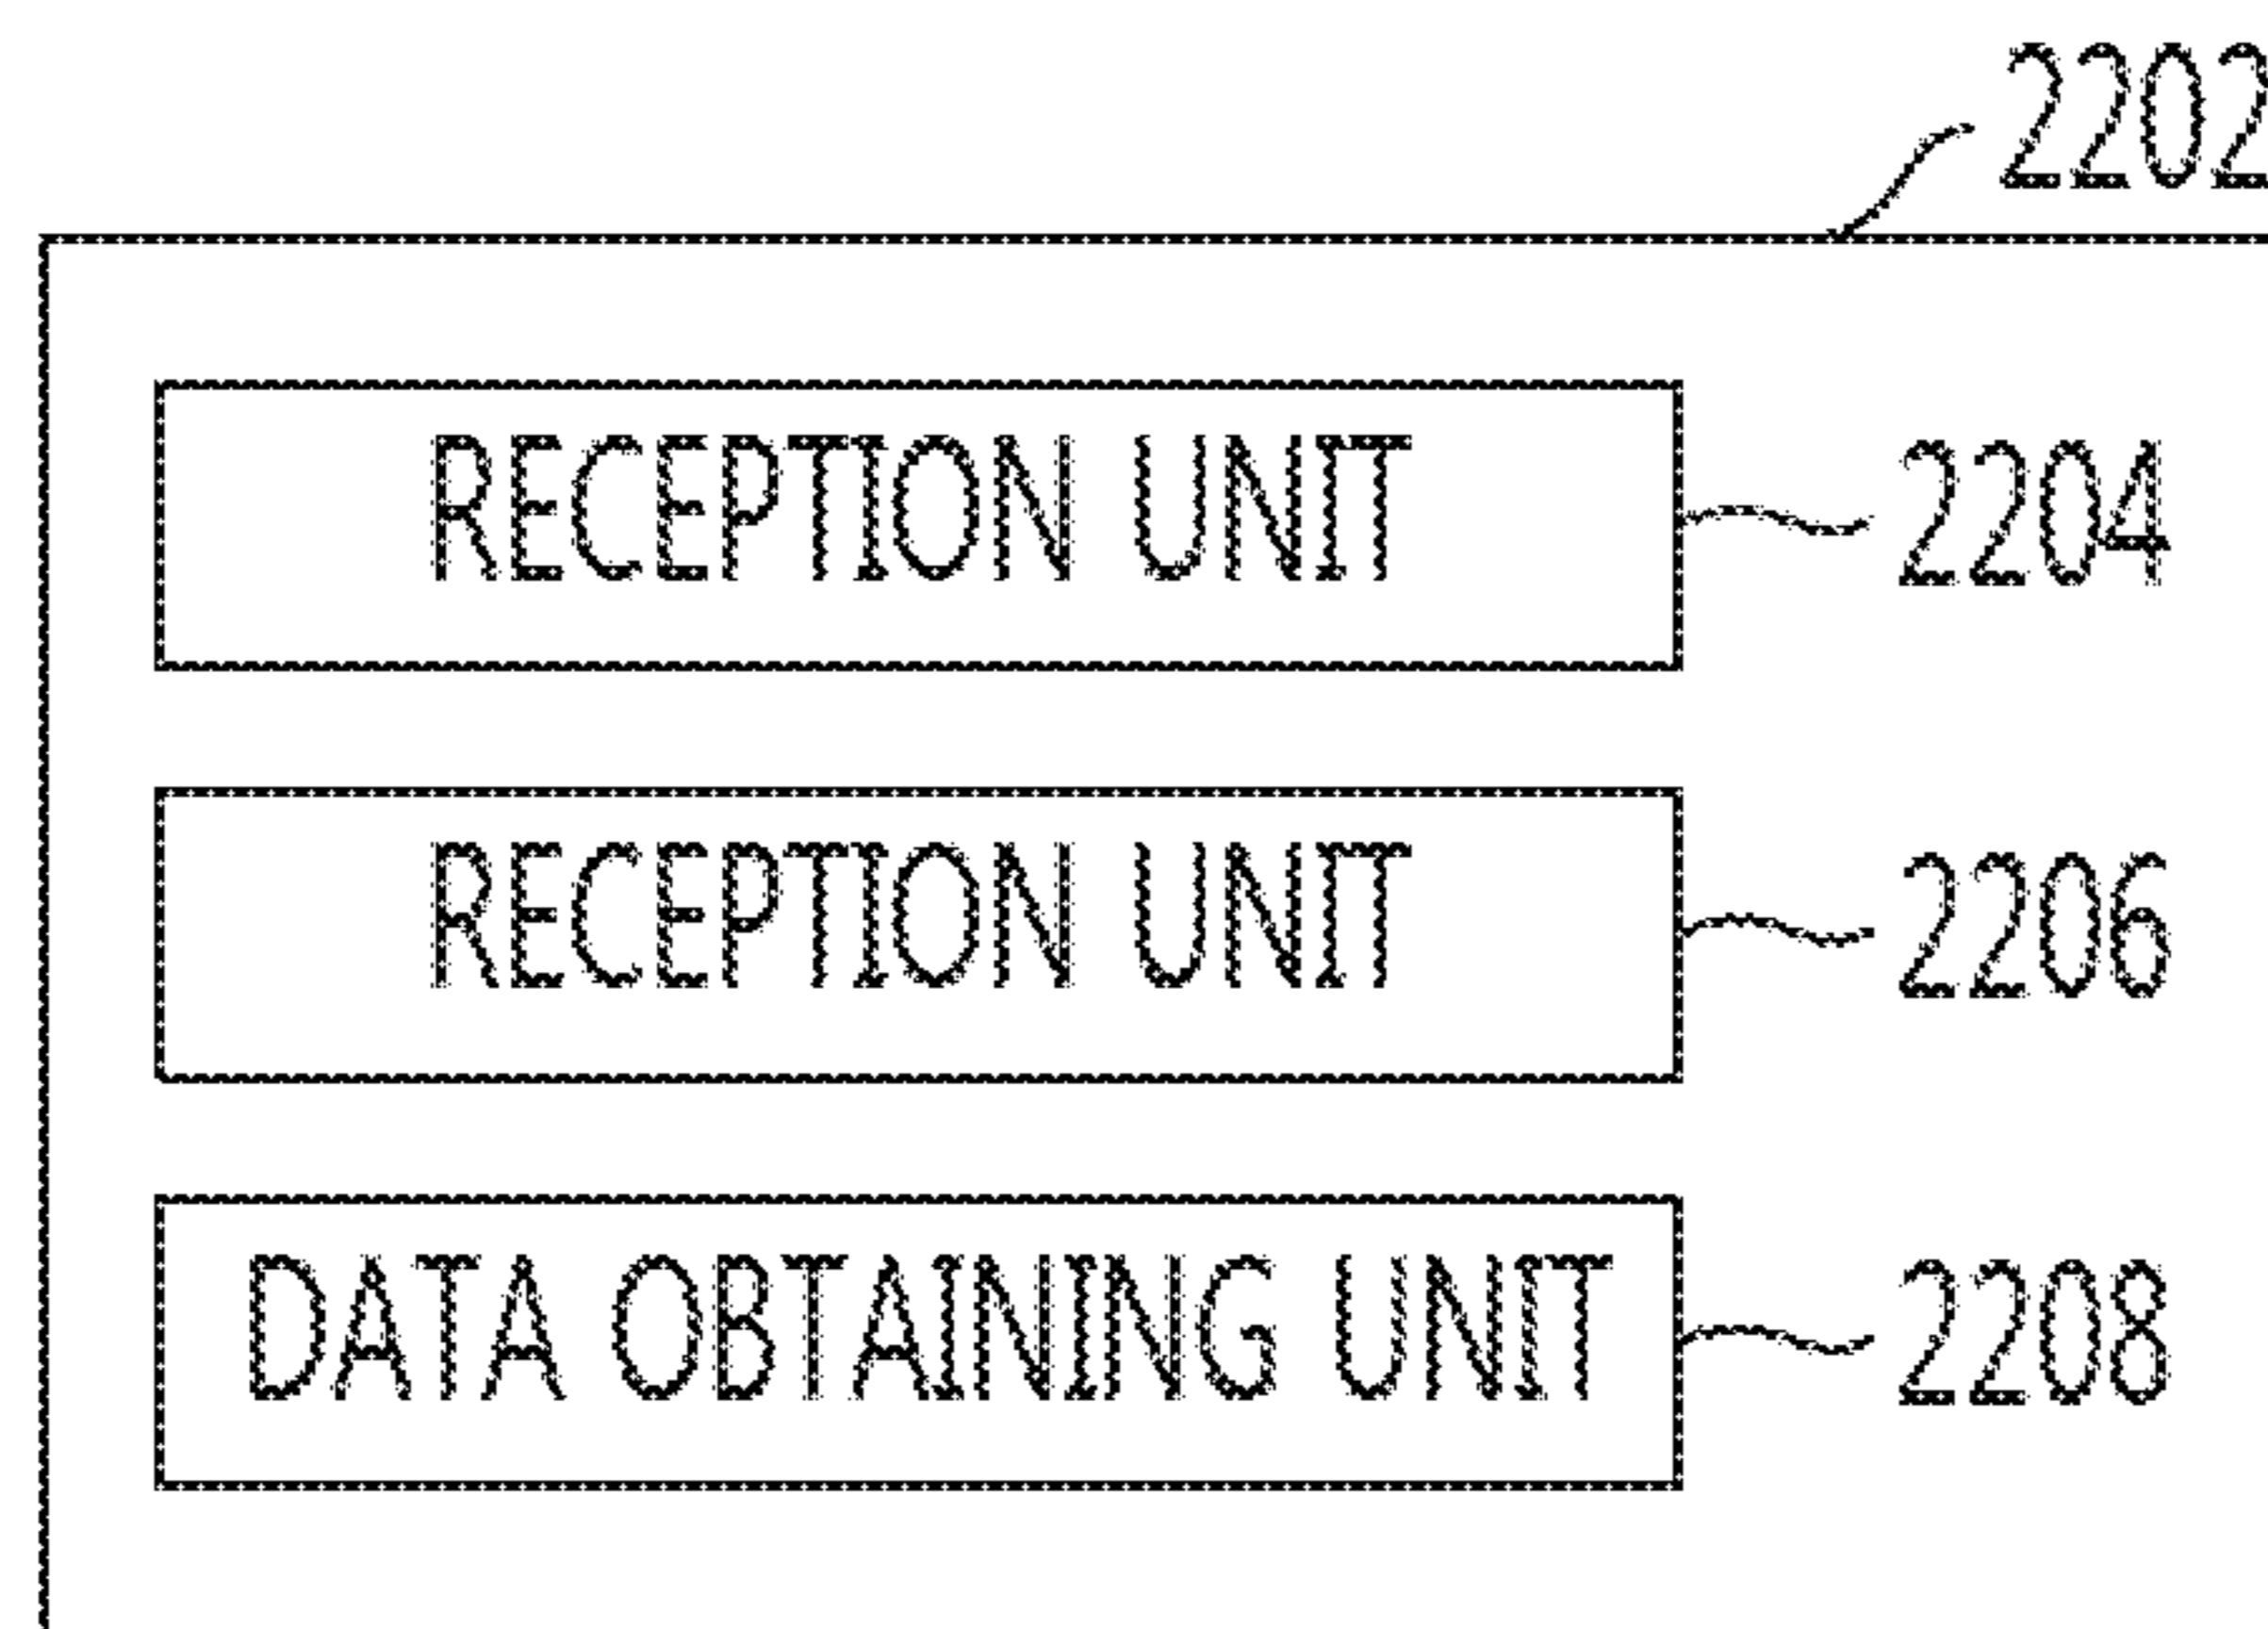 2202
RECEPTION UNIT 2204
RECEPTION UNIT 2206
DATA OBTAINING UNIT 2208